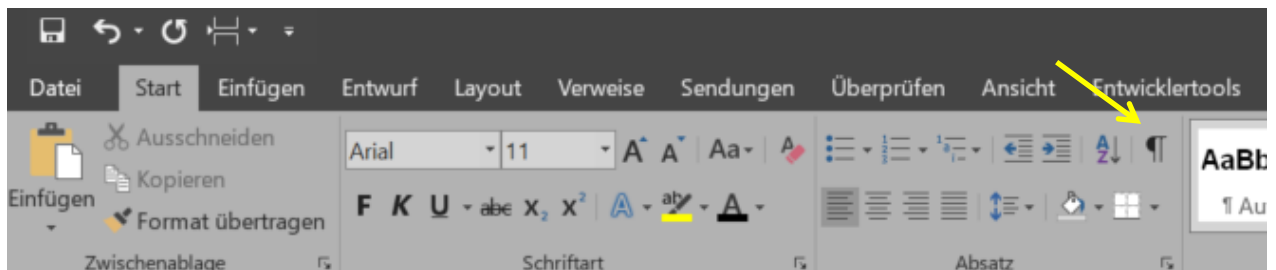 Datei Start Einfügen Entwurf Layout Verweise Sendungen Überprüfen Ansicht Entwicklertools
Ausschneiden
Kopieren
Format übertragen
Einfügen
Zwischenablage
Arial 11 A A Aa A
F K U abc X₂ X² A ab A
Schriftart
A Z ¶
Absatz
AaBb
¶ Au